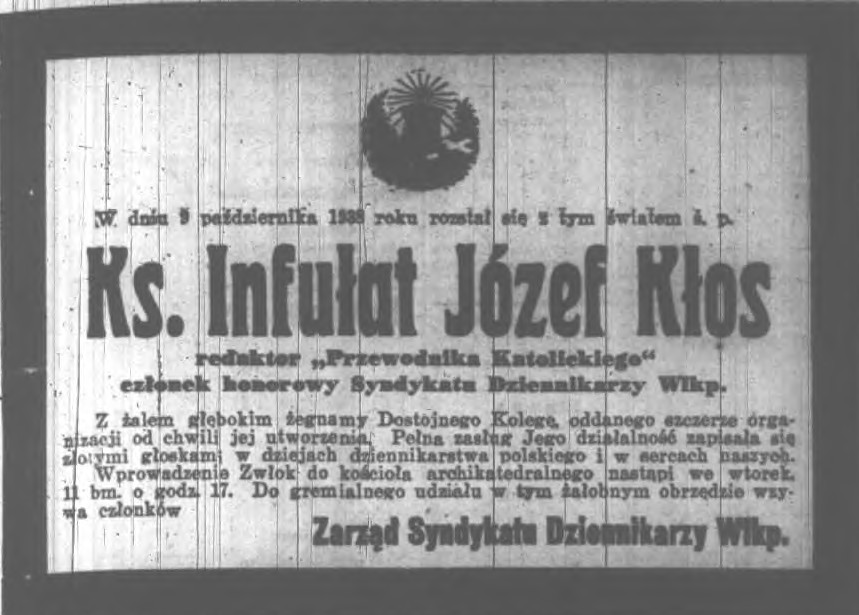 W dniu 9 października 1938 roku rozstał się z tym światem ś. p.
Ks. Infułat Józef Kłos
redaktor „Przewodnika Katolickiego“
członek honorowy Syndykatu Dziennikarzy Wlkp.
Z żalem głębokim żegnamy Dostojnego Kolegę, oddanego szczerze orga-
nizacji od chwili jej utworzenia. Pełna zasług Jego działalność zapisała się
złotymi głoskami w dziejach dziennikarstwa polskiego i w sercach naszych.
Wprowadzenie Zwłok do kościoła archikatedralnego nastąpi we wtorek,
11 bm. o godz. 17. Do gremialnego udziału w tym żałobnym obrzędzie wzy-
wa członków
Zarząd Syndykatu Dziennikarzy Wlkp.